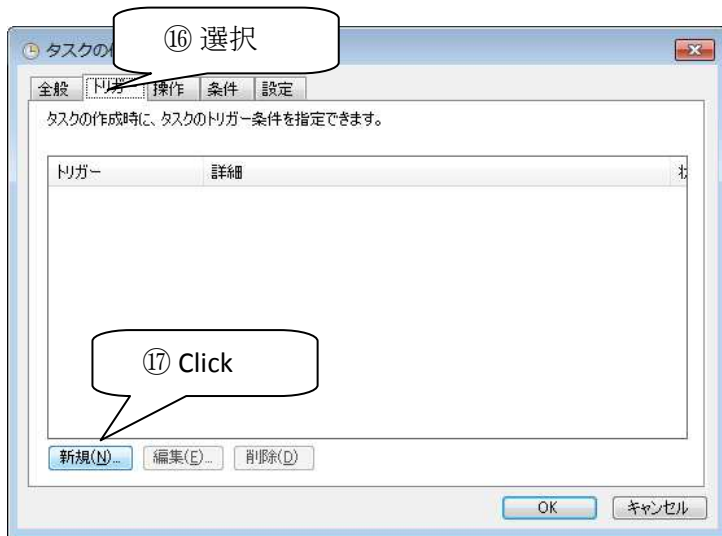 ⑯ 選択
タスクの
全般 トリガー 操作 条件 設定
タスクの作成時に、タスクのトリガー条件を指定できます。
トリガー 詳細 状
⑰ Click
新規(N)... 編集(E)... 削除(D)
OK キャンセル